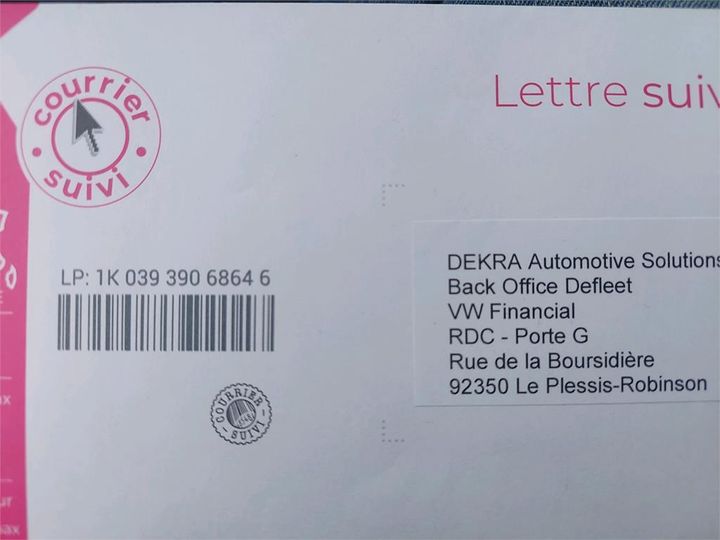 courrier
suivi
Lettre suiv
LP: 1K 039 390 6864 6
COURRIER
SUIVI
DEKRA Automotive Solutions
Back Office Defleet
VW Financial
RDC - Porte G
Rue de la Boursidière
92350 Le Plessis-Robinson